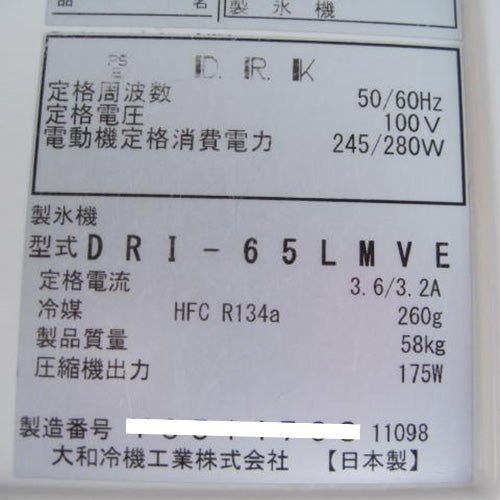 品名 製氷機
PS
E D.R.K
定格周波数 50/60Hz
定格電圧 100V
電動機定格消費電力 245/280W
製氷機
型式 DRI-65LMVE
定格電流 3.6/3.2A
冷媒 HFC R134a 260g
製品質量 58kg
圧縮機出力 175W
製造番号 11098
大和冷機工業株式会社 【日本製】